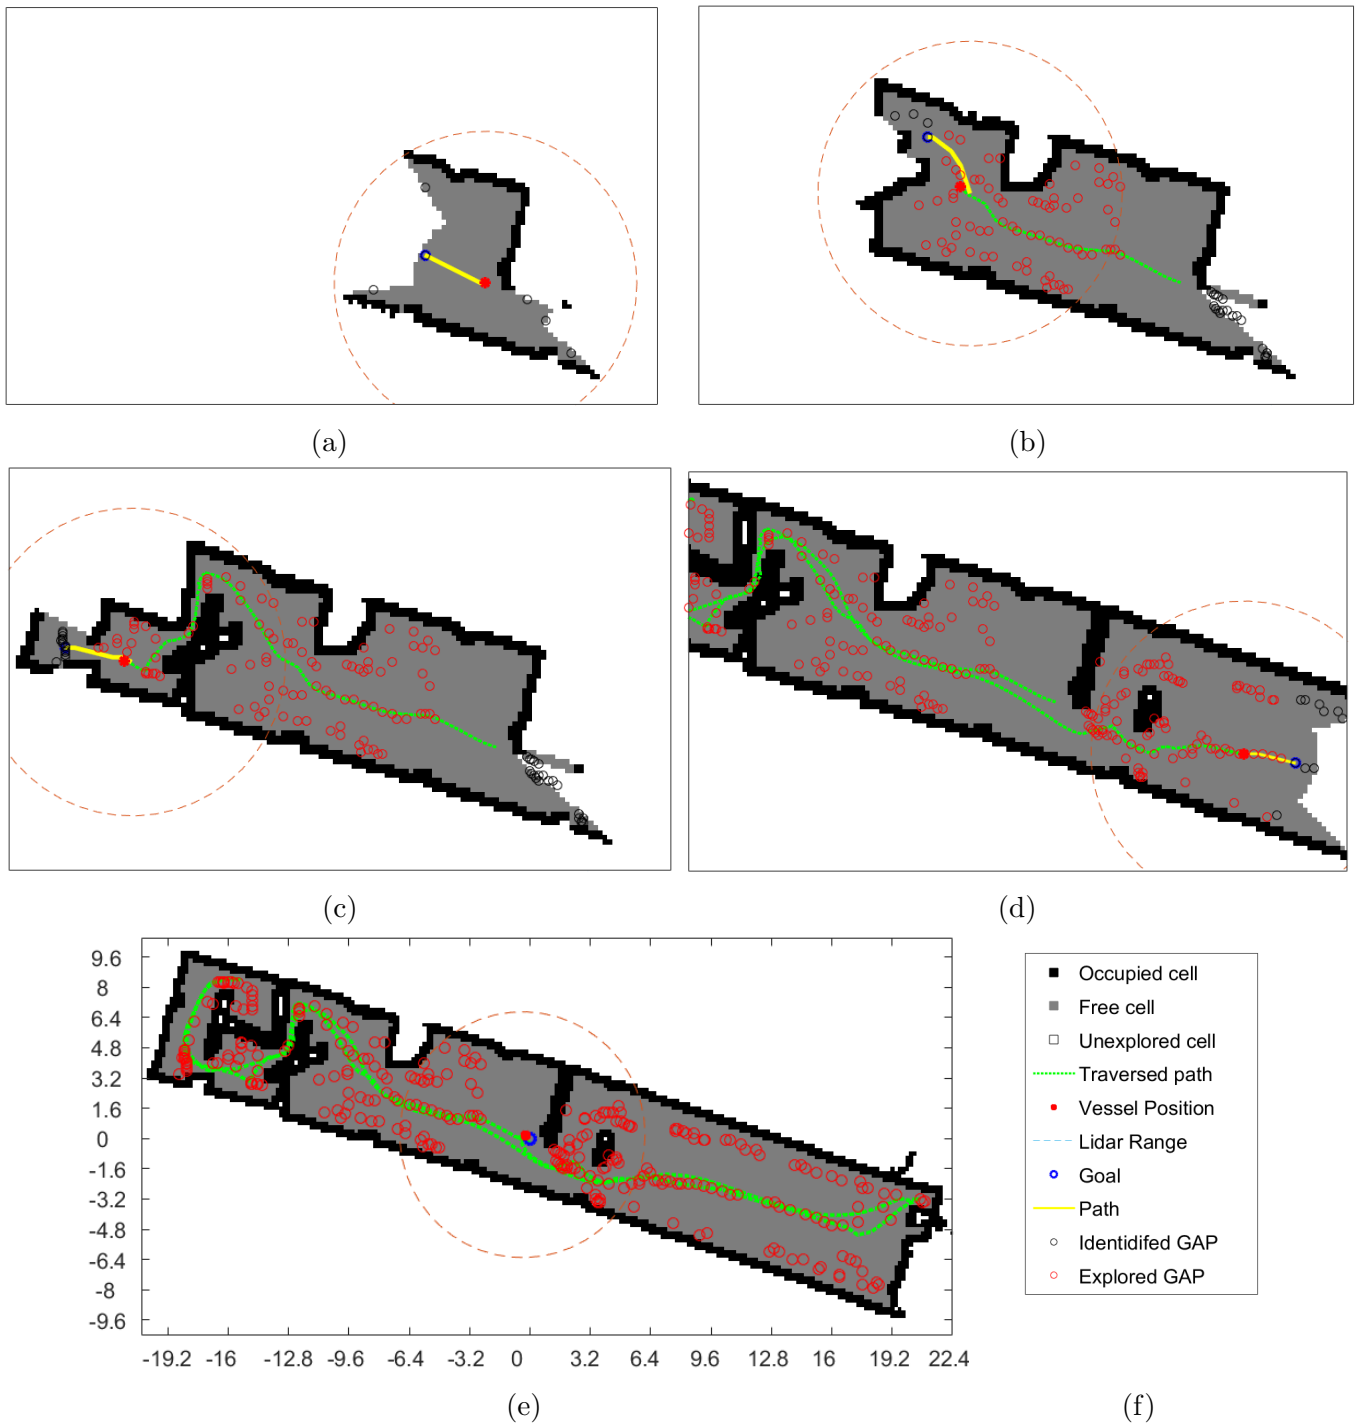 (a)
(b)
(c)
(d)
9.6
8
6.4
4.8
3.2
1.6
0
-1.6
-3.2
-4.8
-6.4
-8
-9.6
-19.2 -16 -12.8 -9.6 -6.4 -3.2 0 3.2 6.4 9.6 12.8 16 19.2 22.4
(e)
Occupied cell
Free cell
Unexplored cell
Traversed path
Vessel Position
Lidar Range
Goal
Path
Identidifed GAP
Explored GAP
(f)